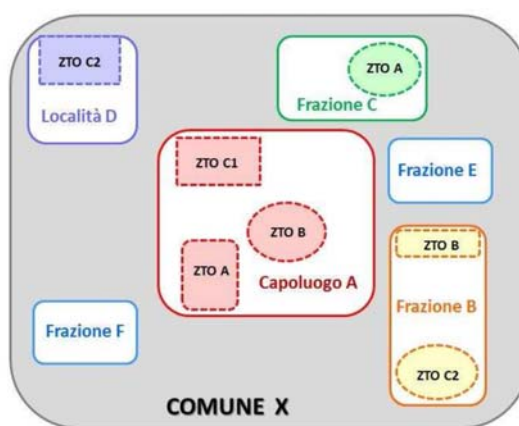 ZTO C2
Località D
ZTO A
Frazione C
ZTO C1
ZTO B
ZTO A
Capoluogo A
Frazione E
ZTO B
Frazione B
ZTO C2
Frazione F
COMUNE X